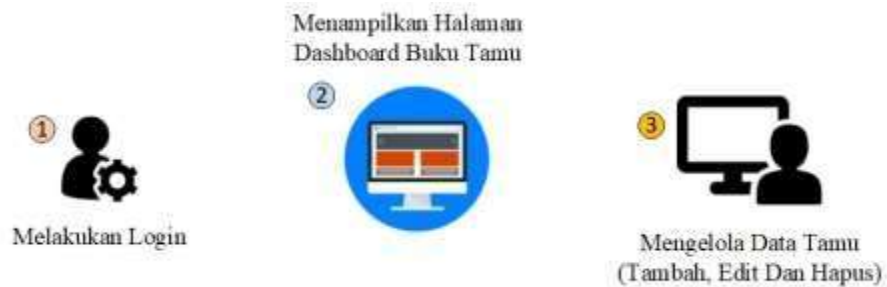 Menampilkan Halaman
Dashboard Buku Tamu
1
2
3
Melakukan Login
Mengelola Data Tamu
(Tambah, Edit Dan Hapus)